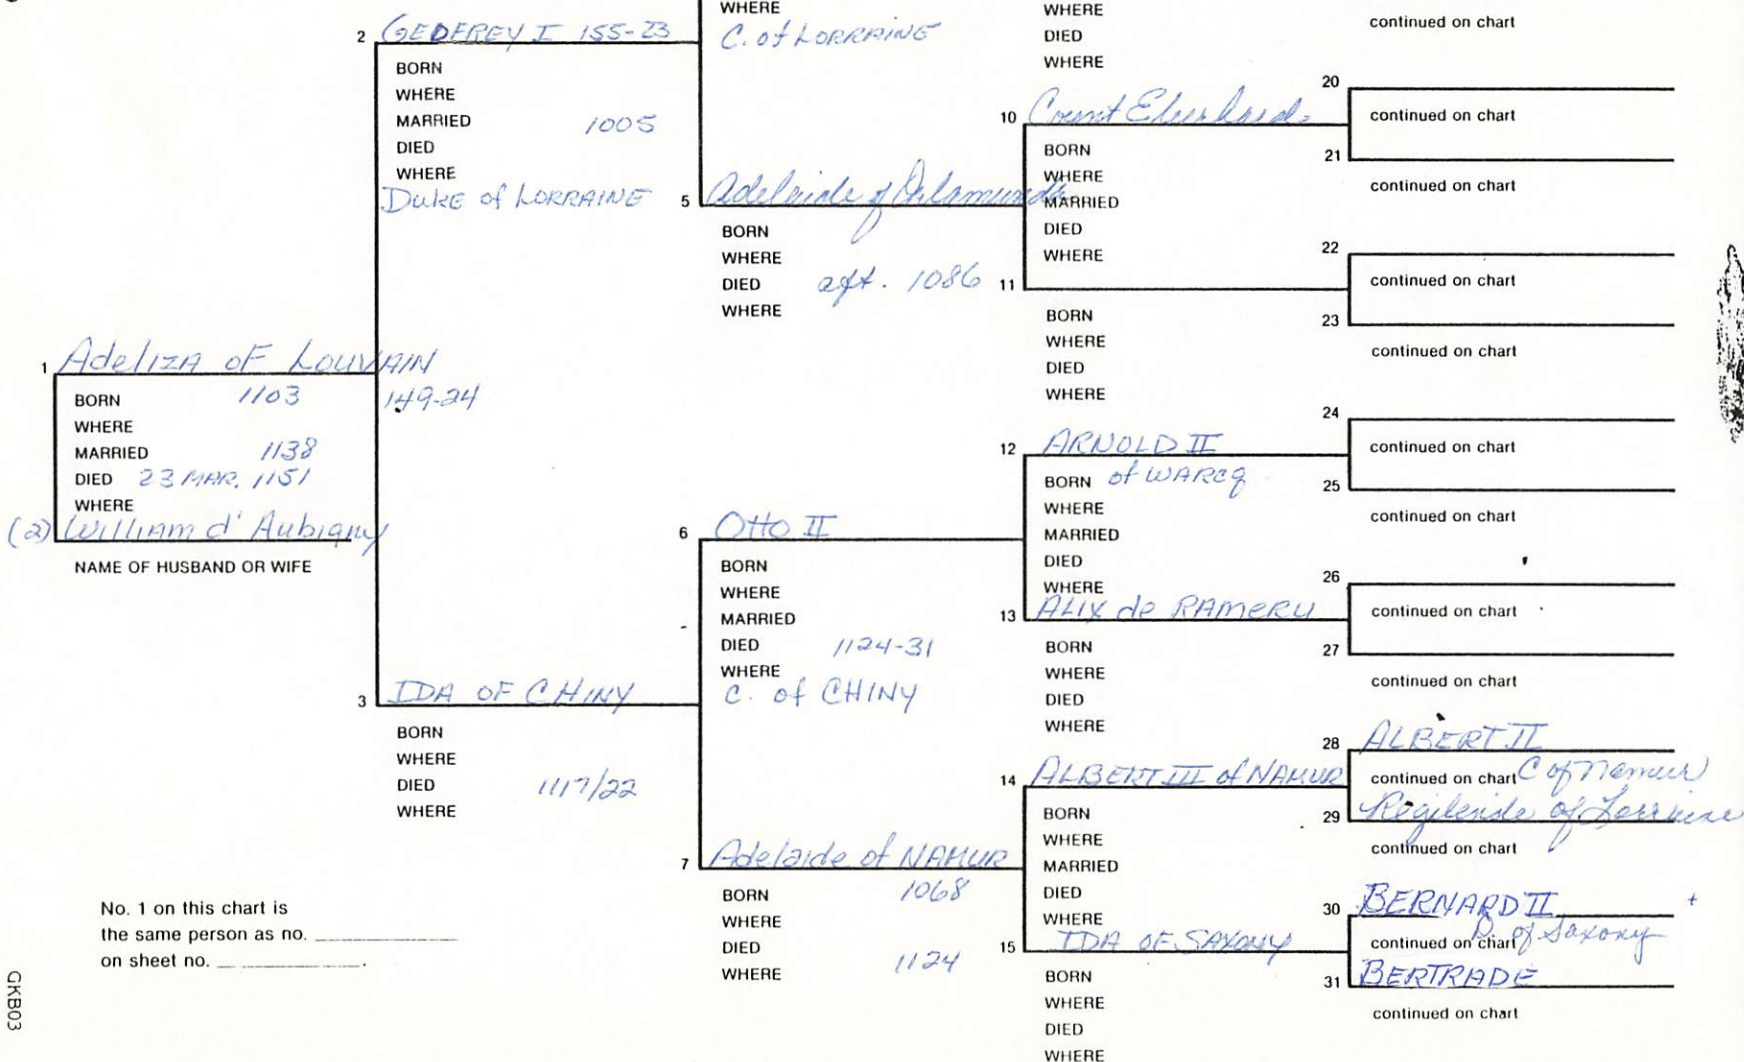 2 GEDFREY I 155-23
BORN
WHERE
MARRIED 1005
DIED
WHERE
DUKE of LORRAINE
WHERE
C. of LORRAINE
WHERE
DIED
WHERE
continued on chart
20
continued on chart
10 Count Eberhard
BORN
WHERE
MARRIED
DIED
WHERE
21
continued on chart
5 Adelaide of
BORN
WHERE
DIED aft. 1086
WHERE
22
continued on chart
11
BORN
WHERE
DIED
WHERE
23
continued on chart
1 Adeliza of LOUVAIN
149-24
BORN 1103
WHERE
MARRIED 1138
DIED 23 MAR. 1151
WHERE
(2) William d' Aubigny
NAME OF HUSBAND OR WIFE
24
continued on chart
12 ARNOLD II
BORN of WARCQ
WHERE
MARRIED
DIED
WHERE
25
continued on chart
6 Otto II
BORN
WHERE
MARRIED
DIED 1124-31
WHERE
C. of CHINY
26
continued on chart
13 ALIX de RAMERU
BORN
WHERE
DIED
WHERE
27
continued on chart
3 IDA OF CHINY
BORN
WHERE
DIED 1117/22
WHERE
28 ALBERT II
continued on chart C of Namur
14 ALBERT III of NAMUR
BORN
WHERE
MARRIED
DIED
WHERE
29 Regilende of Lorraine
continued on chart
7 Adelaide of NAMUR
BORN 1068
WHERE
DIED
WHERE 1124
30 BERNARD II +
continued on chart D. of Saxony
15 IDA OF SAXONY
BORN
WHERE
DIED
WHERE
31 BERTRADE
continued on chart
No. 1 on this chart is
the same person as no.
on sheet no.
GKB03